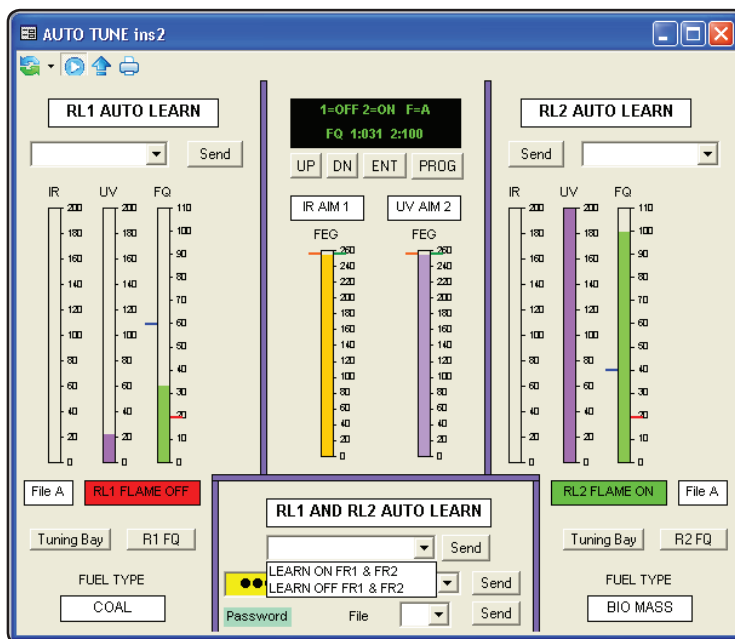 AUTO TUNE ins2
RL1 AUTO LEARN
Send
IR UV FQ
200 200 110
180 180 100
160 160 90
140 140 80
120 120 70
100 100 60
80 80 50
60 60 40
40 40 30
20 20 20
0 0 10
0
File A
RL1 FLAME OFF
Tuning Bay
R1 FQ
FUEL TYPE
COAL
1=OFF 2=ON F=A
FQ 1:031 2:100
UP DN ENT PROG
IR AIM 1
UV AIM 2
FEG FEG
260 260
240 240
220 220
200 200
180 180
160 160
140 140
120 120
100 100
80 80
60 60
40 40
20 20
0 0
RL1 AND RL2 AUTO LEARN
Send
LEARN ON FR1 & FR2
LEARN OFF FR1 & FR2
Send
Password
File
Send
RL2 AUTO LEARN
Send
IR UV FQ
200 200 110
180 180 100
160 160 90
140 140 80
120 120 70
100 100 60
80 80 50
60 60 40
40 40 30
20 20 20
0 0 10
0
RL2 FLAME ON
File A
Tuning Bay
R2 FQ
FUEL TYPE
BIO MASS